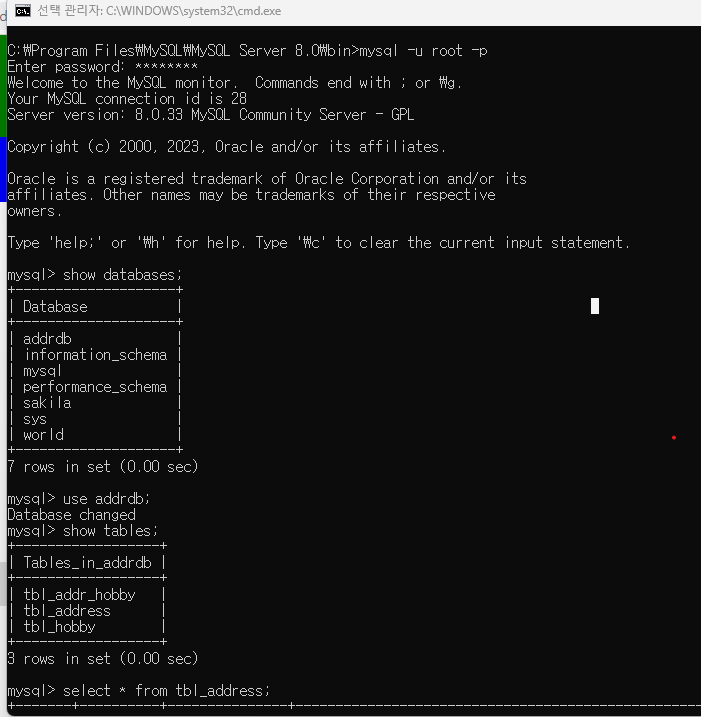 선택 관리자: C:\WINDOWS\system32\cmd.exe
C:₩Program Files₩MySQL₩MySQL Server 8.0₩bin>mysql -u root -p
Enter password: ********
Welcome to the MySQL monitor.  Commands end with ; or ₩g.
Your MySQL connection id is 28
Server version: 8.0.33 MySQL Community Server - GPL
Copyright (c) 2000, 2023, Oracle and/or its affiliates.
Oracle is a registered trademark of Oracle Corporation and/or its
affiliates. Other names may be trademarks of their respective
owners.
Type 'help;' or '₩h' for help. Type '₩c' to clear the current input statement.
mysql> show databases;
+--------------------+
| Database           |
+--------------------+
| addrdb             |
| information_schema |
| mysql              |
| performance_schema |
| sakila             |
| sys                |
| world              |
+--------------------+
7 rows in set (0.00 sec)
mysql> use addrdb;
Database changed
mysql> show tables;
+------------------+
| Tables_in_addrdb |
+------------------+
| tbl_addr_hobby   |
| tbl_address      |
| tbl_hobby        |
+------------------+
3 rows in set (0.00 sec)
mysql> select * from tbl_address;